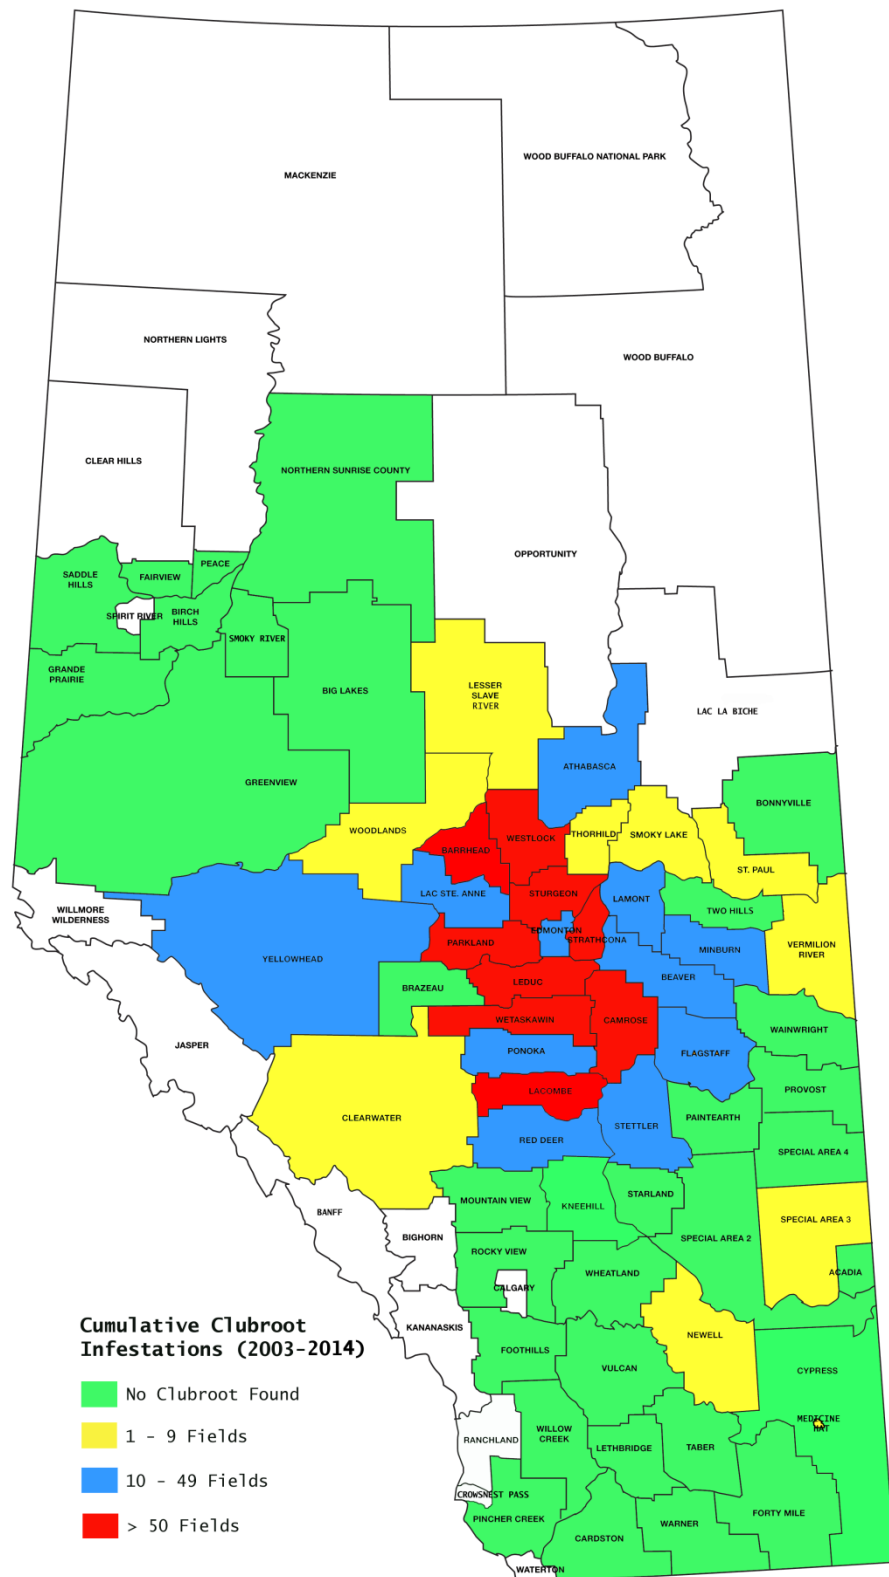 WOOD BUFFALO NATIONAL PARK
MACKENZIE
NORTHERN LIGHTS
WOOD BUFFALO
CLEAR HILLS
NORTHERN SUNRISE COUNTY
OPPORTUNITY
PEACE
SADDLE
HILLS
FAIRVIEW
SPIRIT RIVER
BIRCH
HILLS
SMOKY RIVER
GRANDE
PRAIRIE
BIG LAKES
LESSER
SLAVE
RIVER
LAC LA BICHE
ATHABASCA
GREENVIEW
BONNYVILLE
WOODLANDS
WESTLOCK
THORHILD
SMOKY LAKE
BARRHEAD
ST. PAUL
LAC STE. ANNE
STURGEON
LAMONT
TWO HILLS
WILLMORE
WILDERNESS
EDMONTON
STRATHCONA
PARKLAND
MINBURN
VERMILION
RIVER
YELLOWHEAD
BEAVER
BRAZEAU
LEDUC
WETASKIWIN
CAMROSE
WAINWRIGHT
JASPER
PONOKA
FLAGSTAFF
LACOMBE
PROVOST
CLEARWATER
PAINTEARTH
STETTLER
RED DEER
SPECIAL AREA 4
MOUNTAIN VIEW
KNEEHILL
STARLAND
BANFF
SPECIAL AREA 3
BIGHORN
SPECIAL AREA 2
ROCKY VIEW
WHEATLAND
ACADIA
CALGARY
KANANASKIS
NEWELL
FOOTHILLS
VULCAN
CYPRESS
MEDICINE
HAT
RANCHLAND
WILLOW
CREEK
LETHBRIDGE
TABER
CROWSNEST PASS
PINCHER CREEK
FORTY MILE
WARNER
CARDSTON
WATERTON
Cumulative Clubroot
Infestations (2003-2014)
No Clubroot Found
1 - 9 Fields
10 - 49 Fields
> 50 Fields